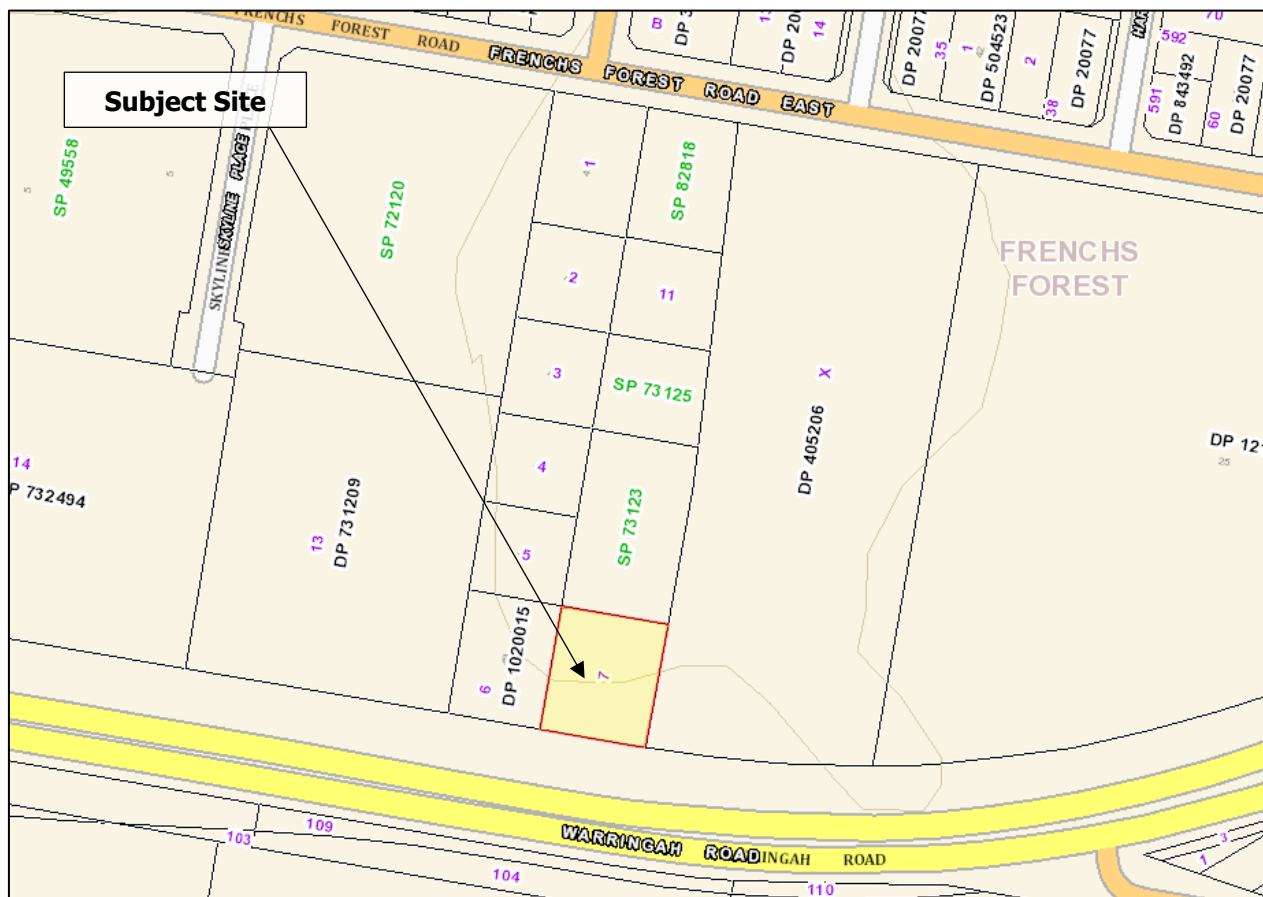 FRENCHS FOREST ROAD
FRENCHS FOREST ROAD EAST
B
13
DP 200
14
DP 20077
35
1
DP 504523
2
38
DP 20077
70
592
591
DP 843492
60
DP 20077
Subject Site
5
SP 49558
5
SKYLINE PLACE
SP 72120
1
SP 82818
2
11
3
SP 73125
4
SP 73123
5
X
DP 405206
FRENCHS
FOREST
DP 12
25
14
P 732494
13
DP 731209
6
DP 1020015
7
WARRINGAH ROAD
INGAH ROAD
103
109
104
110
1
3